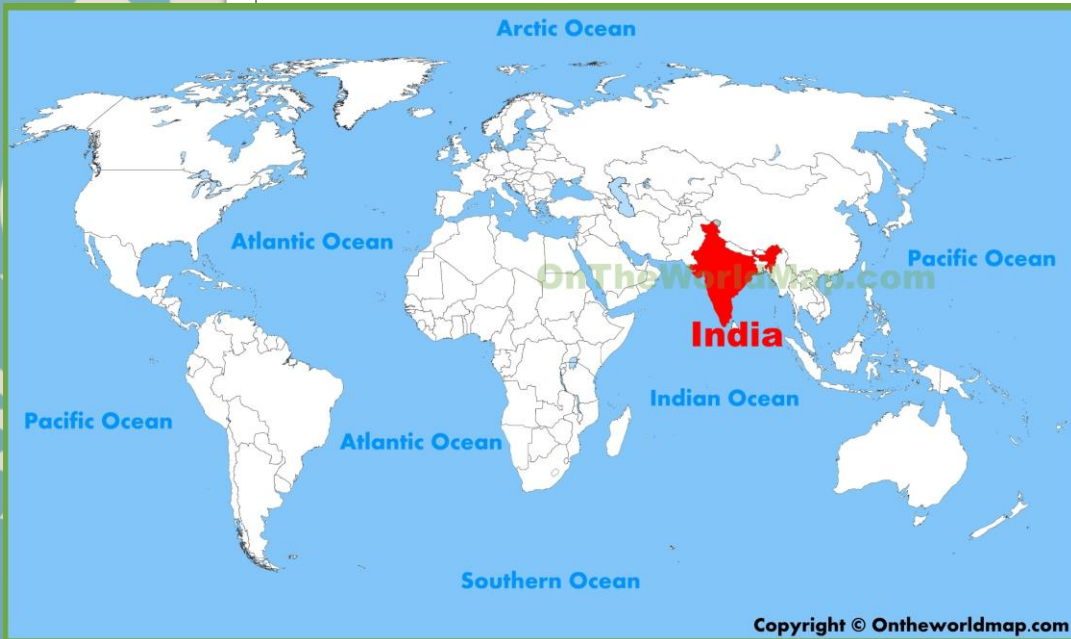 Arctic Ocean
Atlantic Ocean
Pacific Ocean
OnTheWorldMap.com
India
Indian Ocean
Pacific Ocean
Atlantic Ocean
Southern Ocean
Copyright © Ontheworldmap.com